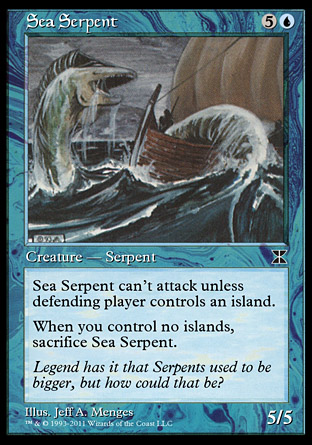 Sea Serpent 5
Creature — Serpent
Sea Serpent can't attack unless
defending player controls an island.
When you control no islands,
sacrifice Sea Serpent.
Legend has it that Serpents used to be
bigger, but how could that be?
Illus. Jeff A. Menges
5/5
™ & © 1993-2011 Wizards of the Coast LLC